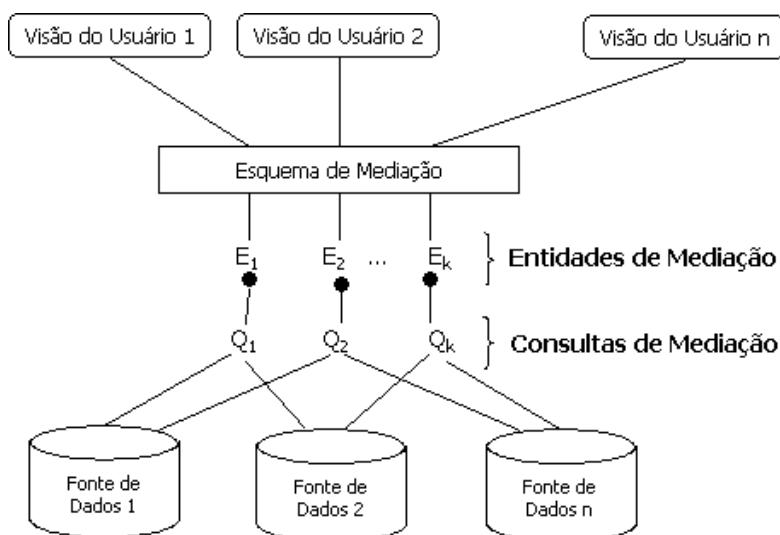 Visão do Usuário 1
Visão do Usuário 2
Visão do Usuário n
Esquema de Mediação
E1
E2
...
Ek
Entidades de Mediação
Q1
Q2
Qk
Consultas de Mediação
Fonte de
Dados 1
Fonte de
Dados 2
Fonte de
Dados n